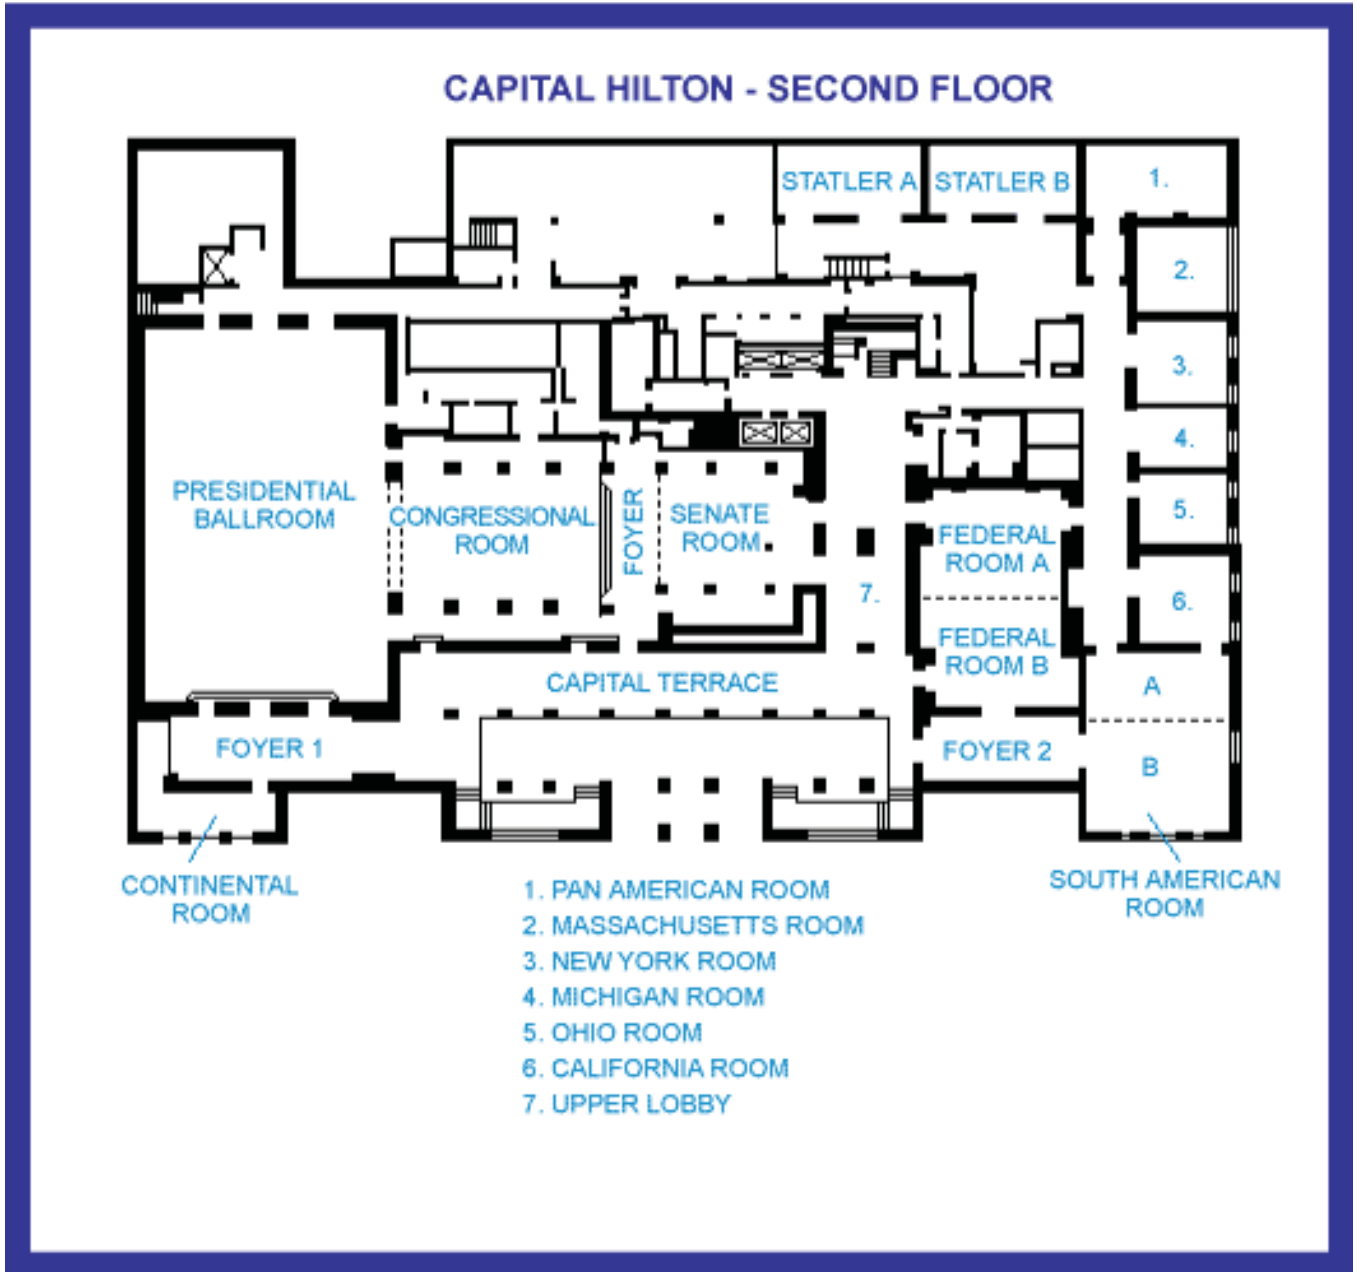 CAPITAL HILTON - SECOND FLOOR
STATLER A
STATLER B
1.
2.
3.
4.
5.
6.
PRESIDENTIAL
BALLROOM
CONGRESSIONAL
ROOM
FOYER
SENATE
ROOM
7.
FEDERAL
ROOM A
FEDERAL
ROOM B
CAPITAL TERRACE
A
B
FOYER 1
FOYER 2
CONTINENTAL
ROOM
SOUTH AMERICAN
ROOM
1. PAN AMERICAN ROOM
2. MASSACHUSETTS ROOM
3. NEW YORK ROOM
4. MICHIGAN ROOM
5. OHIO ROOM
6. CALIFORNIA ROOM
7. UPPER LOBBY